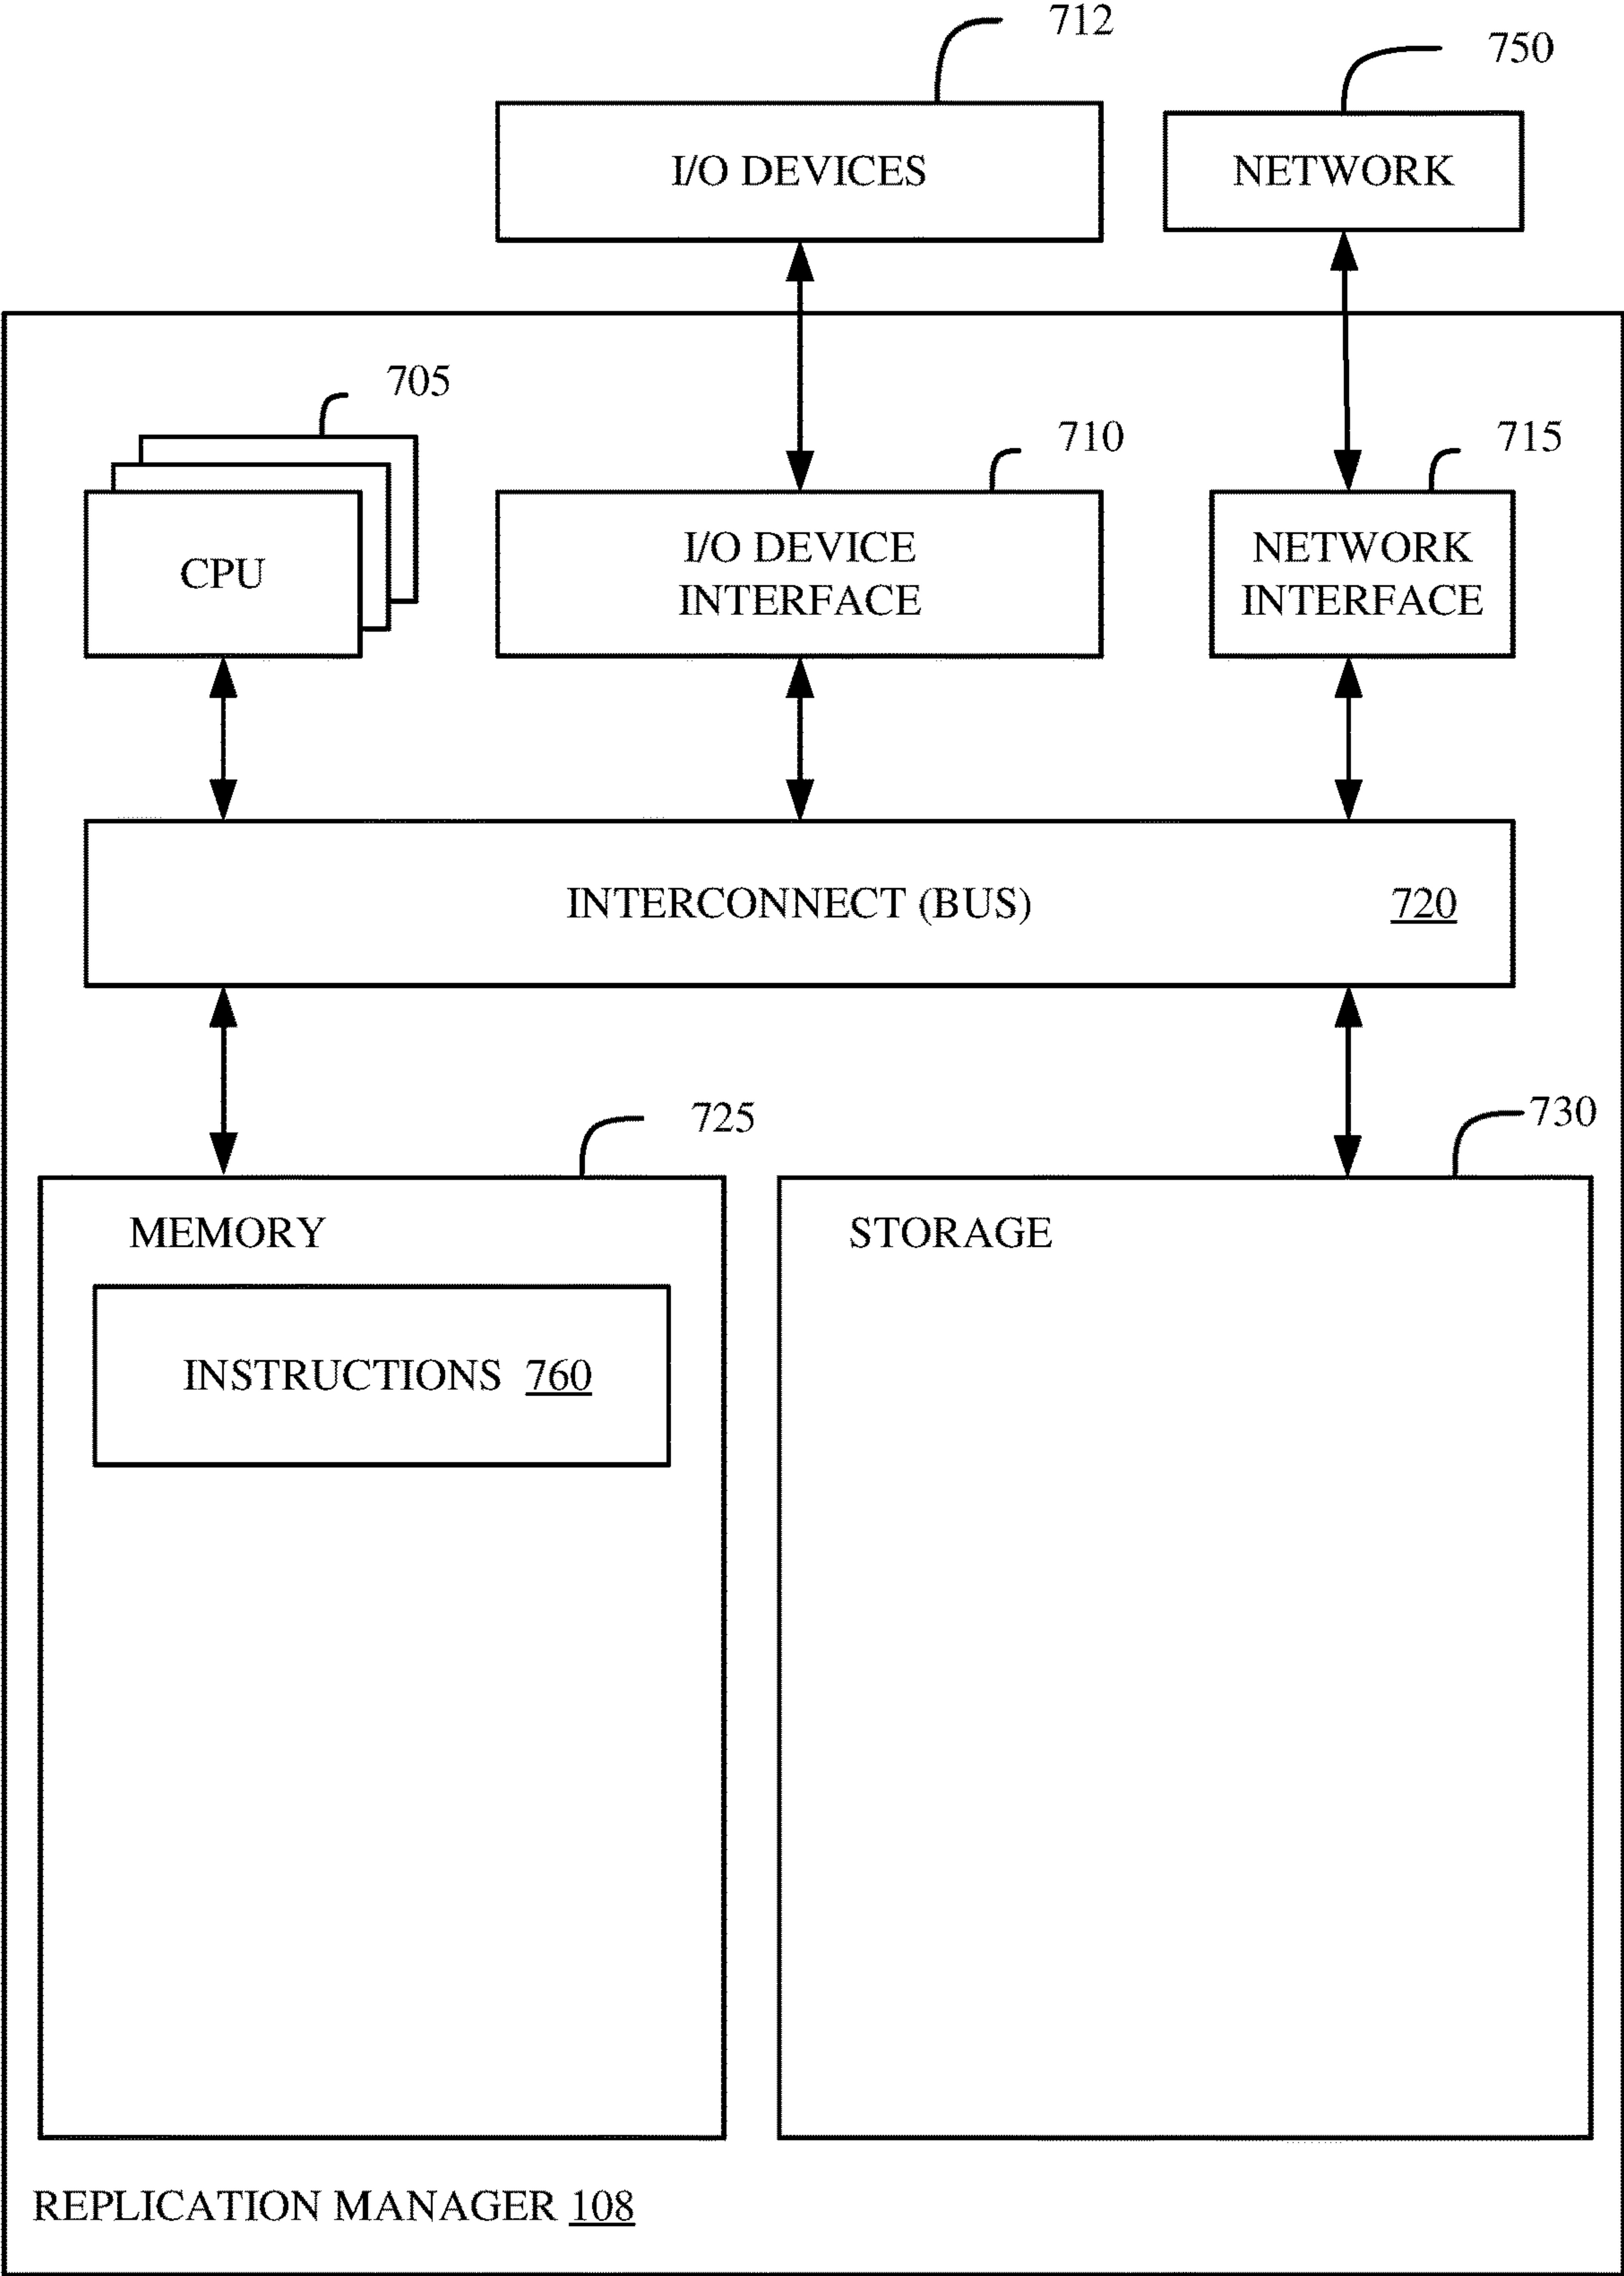 712
750
I/O DEVICES
NETWORK
705
710
715
CPU
I/O DEVICE
INTERFACE
NETWORK
INTERFACE
INTERCONNECT (BUS) 720
725
730
MEMORY
STORAGE
INSTRUCTIONS 760
REPLICATION MANAGER 108